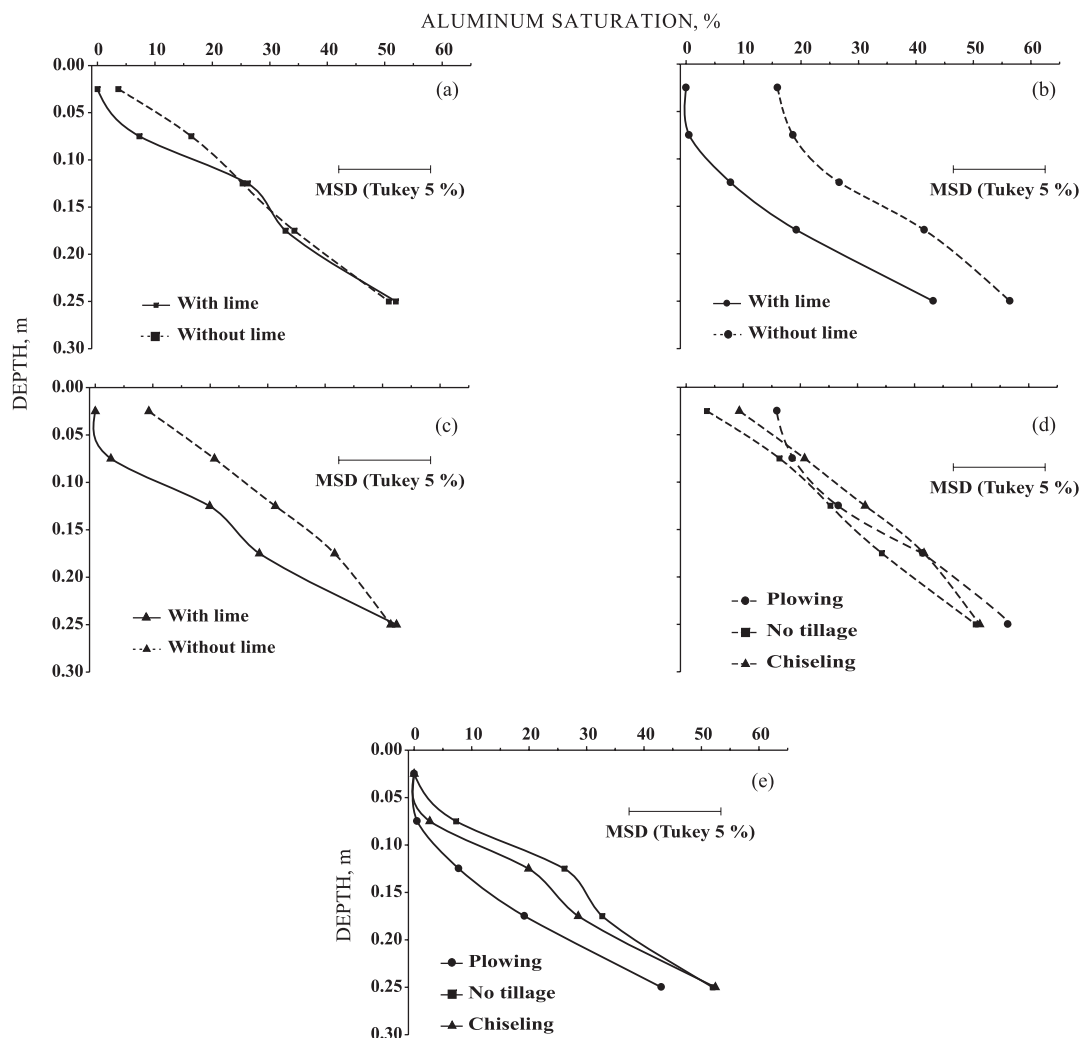 ALUMINUM SATURATION, %
0 10 20 30 40 50 60
0 10 20 30 40 50 60
0.00
0.05
0.10
0.15
0.20
0.25
0.30
(a)
MSD (Tukey 5 %)
With lime
Without lime
(b)
MSD (Tukey 5 %)
With lime
Without lime
DEPTH, m
0.00
0.05
0.10
0.15
0.20
0.25
0.30
(c)
MSD (Tukey 5 %)
With lime
Without lime
(d)
MSD (Tukey 5 %)
Plowing
No tillage
Chiseling
0 10 20 30 40 50 60
DEPTH, m
0.00
0.05
0.10
0.15
0.20
0.25
0.30
(e)
MSD (Tukey 5 %)
Plowing
No tillage
Chiseling